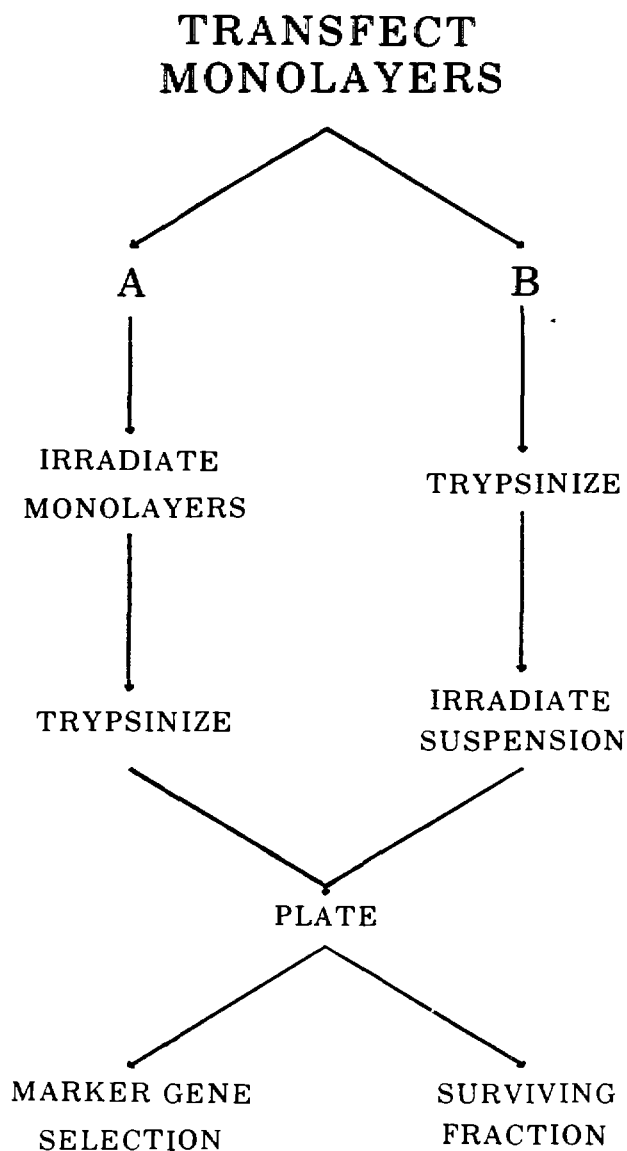 TRANSFECT
MONOLAYERS
A
B
IRRADIATE
MONOLAYERS
TRYPSINIZE
TRYPSINIZE
IRRADIATE
SUSPENSION
PLATE
MARKER GENE
SELECTION
SURVIVING
FRACTION